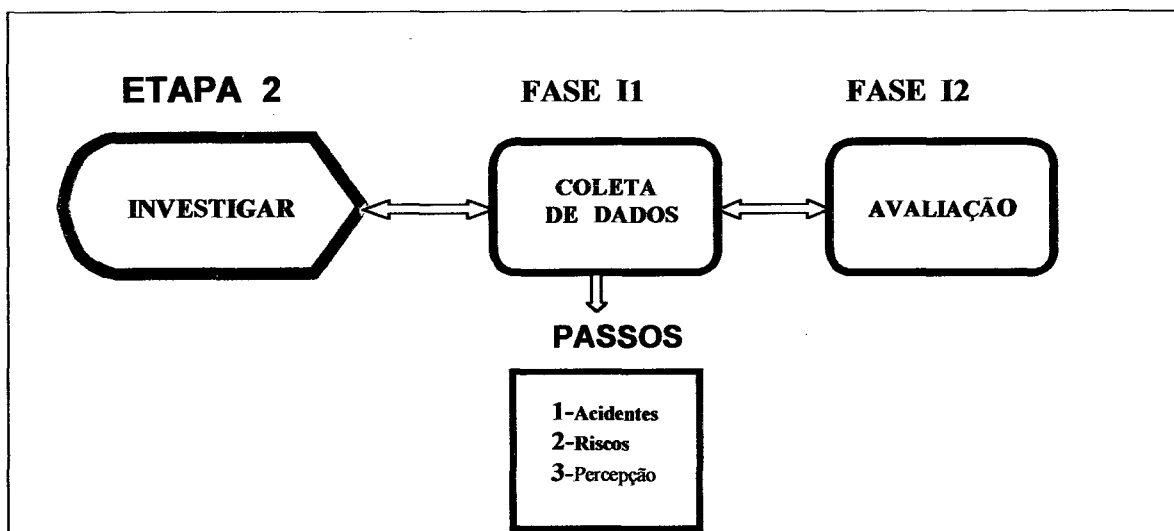 ETAPA 2
FASE I1
FASE I2
INVESTIGAR
COLETA
DE DADOS
AVALIAÇÃO
PASSOS
1-Acidentes
2-Riscos
3-Percepção